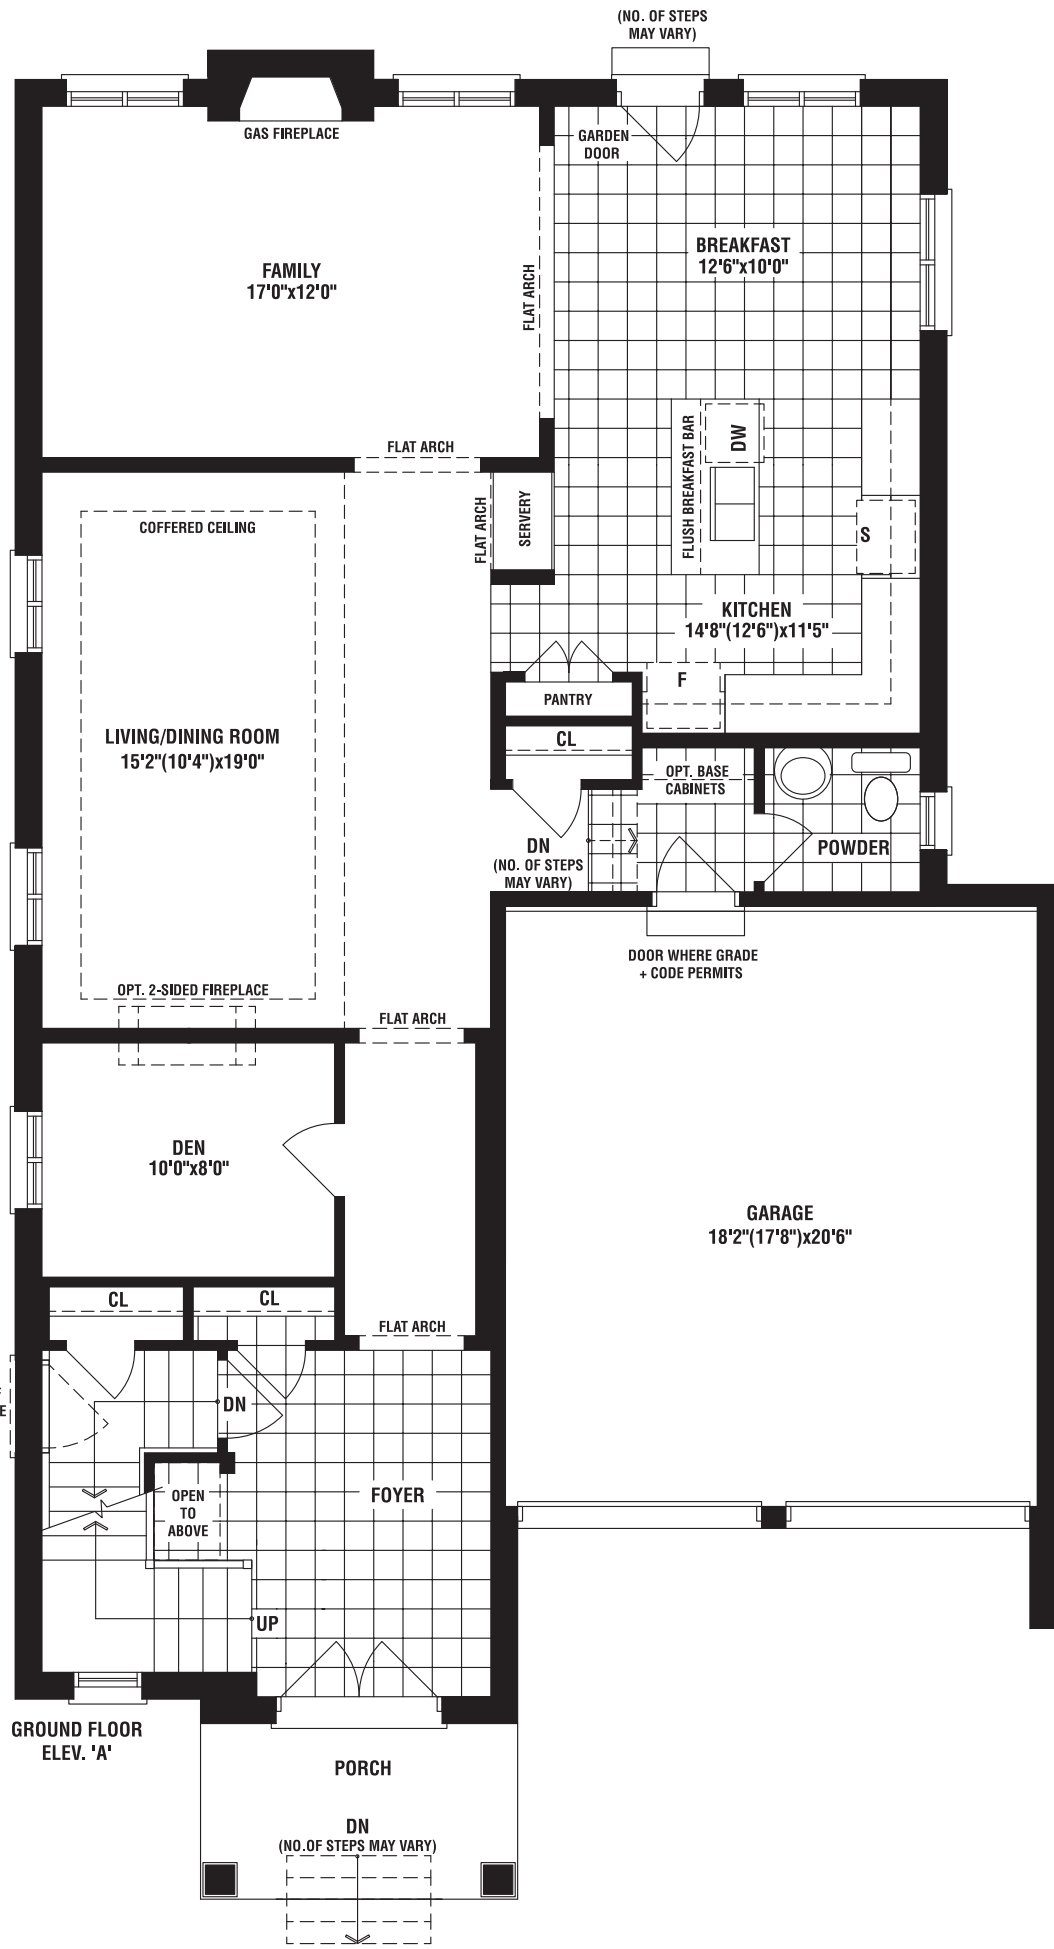 (NO. OF STEPS
MAY VARY)
GAS FIREPLACE
GARDEN
DOOR
BREAKFAST
12'6"x10'0"
FAMILY
17'0"x12'0"
FLAT ARCH
FLAT ARCH
FLUSH BREAKFAST BAR
DW
COFFERED CEILING
FLAT ARCH
SERVERY
S
KITCHEN
14'8"(12'6")x11'5"
F
PANTRY
LIVING/DINING ROOM
15'2"(10'4")x19'0"
CL
OPT. BASE
CABINETS
DN
(NO. OF STEPS
MAY VARY)
POWDER
DOOR WHERE GRADE
+ CODE PERMITS
OPT. 2-SIDED FIREPLACE
FLAT ARCH
DEN
10'0"x8'0"
GARAGE
18'2"(17'8")x20'6"
CL
CL
FLAT ARCH
E
DN
OPEN
TO
ABOVE
FOYER
UP
GROUND FLOOR
ELEV. 'A'
PORCH
DN
(NO.OF STEPS MAY VARY)